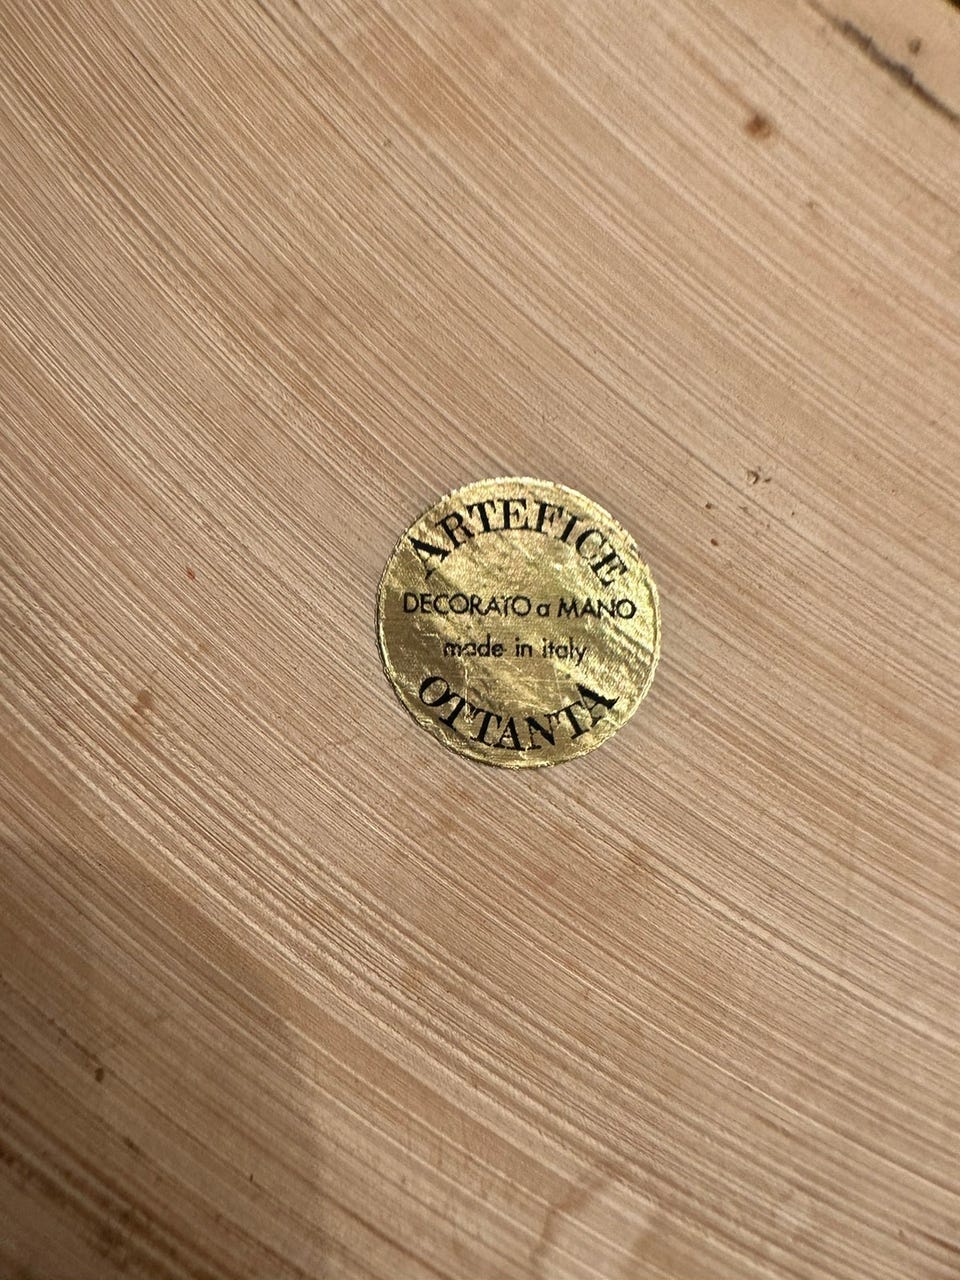 ARTEFICE
DECORATO a MANO
made in italy
OTTANTA